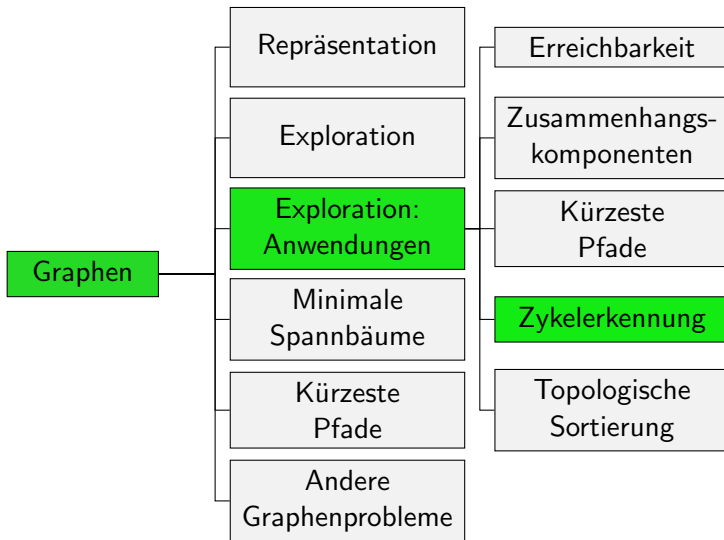 Graphen
Repräsentation
Exploration
Exploration:
Anwendungen
Minimale
Spannbäume
Kürzeste
Pfade
Andere
Graphenprobleme
Erreichbarkeit
Zusammenhangs-
komponenten
Kürzeste
Pfade
Zykelerkennung
Topologische
Sortierung